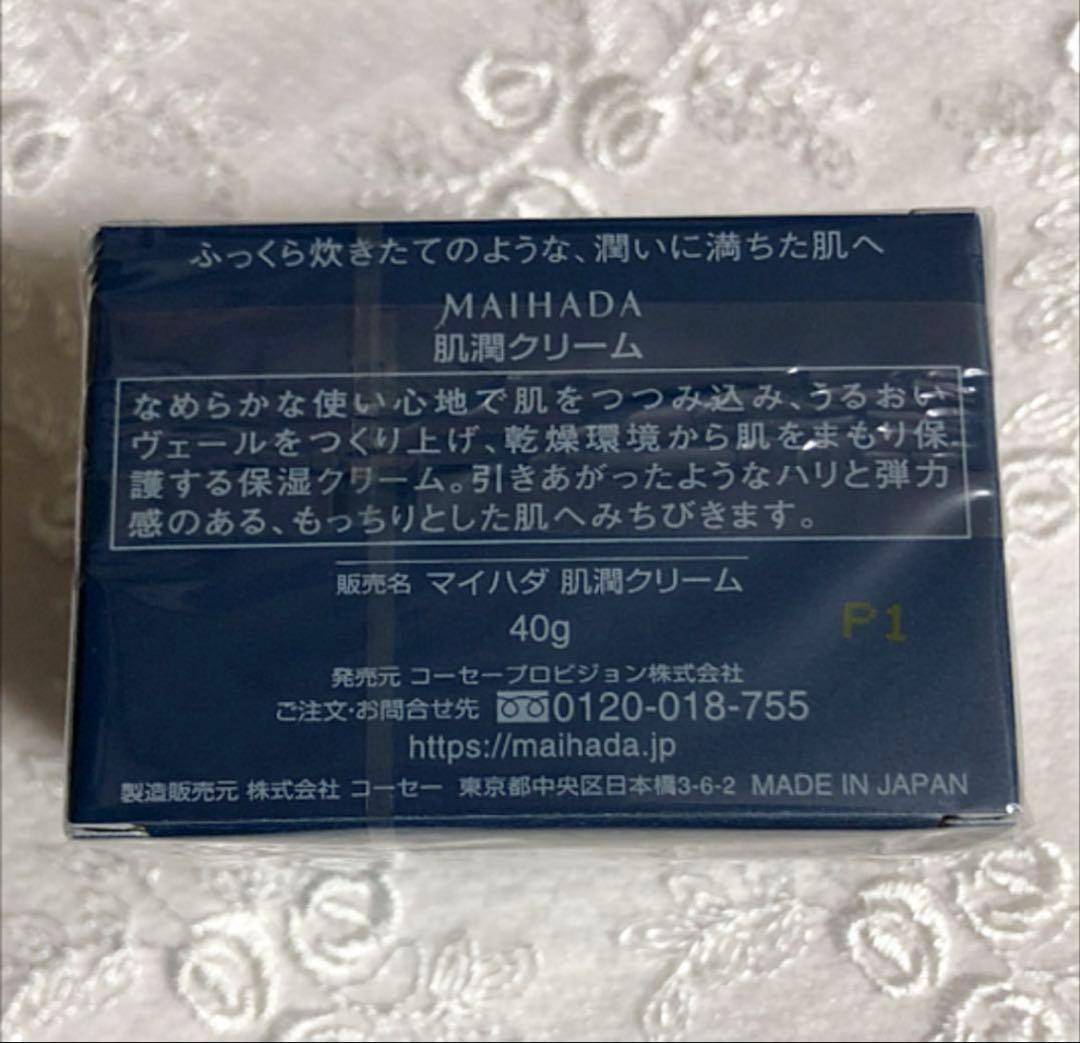 ふっくら炊きたてのような、潤いに満ちた肌へ
MAIHADA
肌潤クリーム
なめらかな使い心地で肌をつつみ込み、うるおい
ヴェールをつくり上げ、乾燥環境から肌をまもり保
護する保湿クリーム。引きあがったようなハリと弾力
感のある、もっちりとした肌へみちびきます。
販売名 マイハダ 肌潤クリーム
40g
P1
発売元 コーセープロビジョン株式会社
ご注文・お問合せ先 0120-018-755
https://maihada.jp
製造販売元 株式会社 コーセー 東京都中央区日本橋3-6-2 MADE IN JAPAN